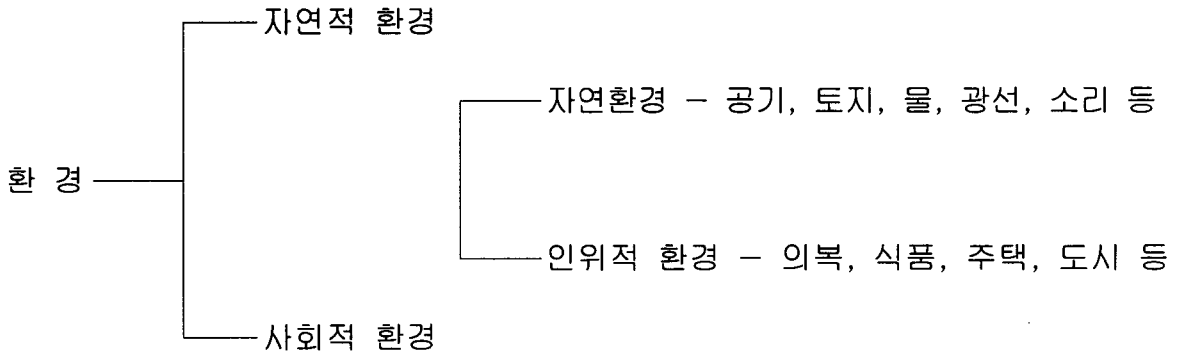 자연적 환경
자연환경 - 공기, 토지, 물, 광선, 소리 등
환 경
인위적 환경 - 의복, 식품, 주택, 도시 등
사회적 환경